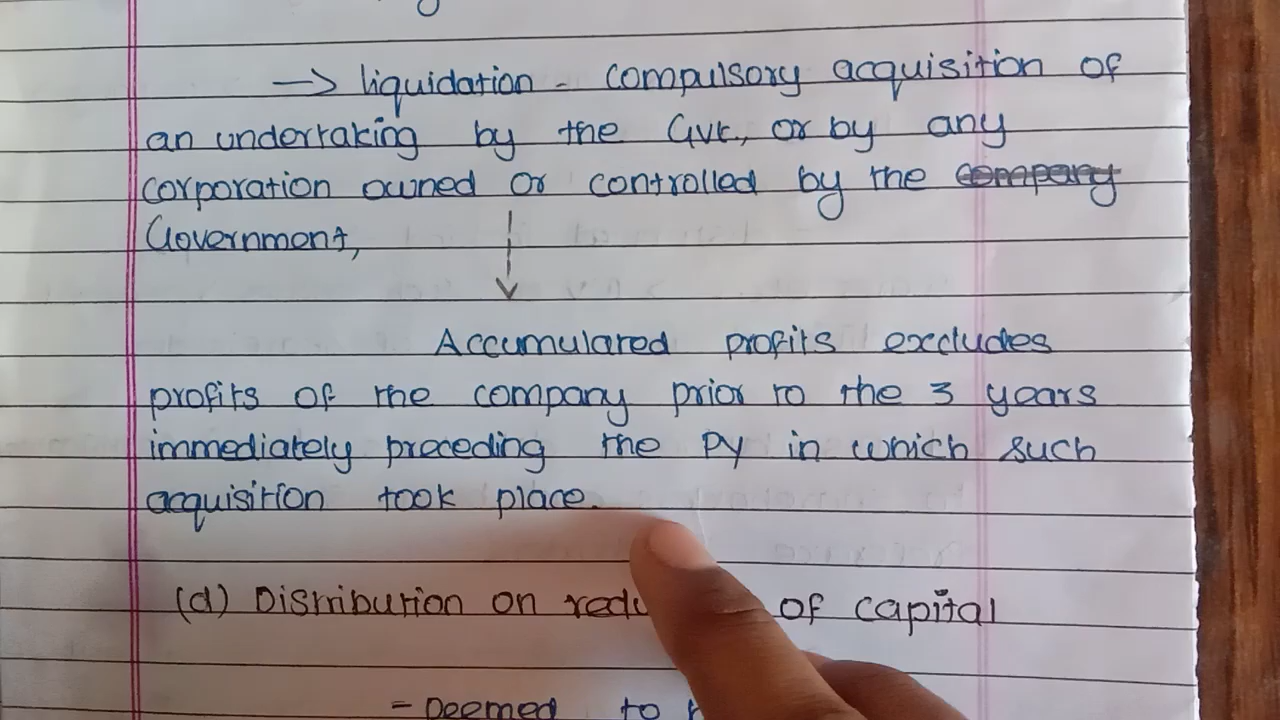 → liquidation - compulsory acquisition of
an undertaking by the Gvt, or by any
corporation owned or controlled by the company
Government,
Accumulated profits excludes
profits of the company prior to the 3 years
immediately preceding the PY in which such
acquisition took place.
(d) Distribution on of capital
- Deemed to